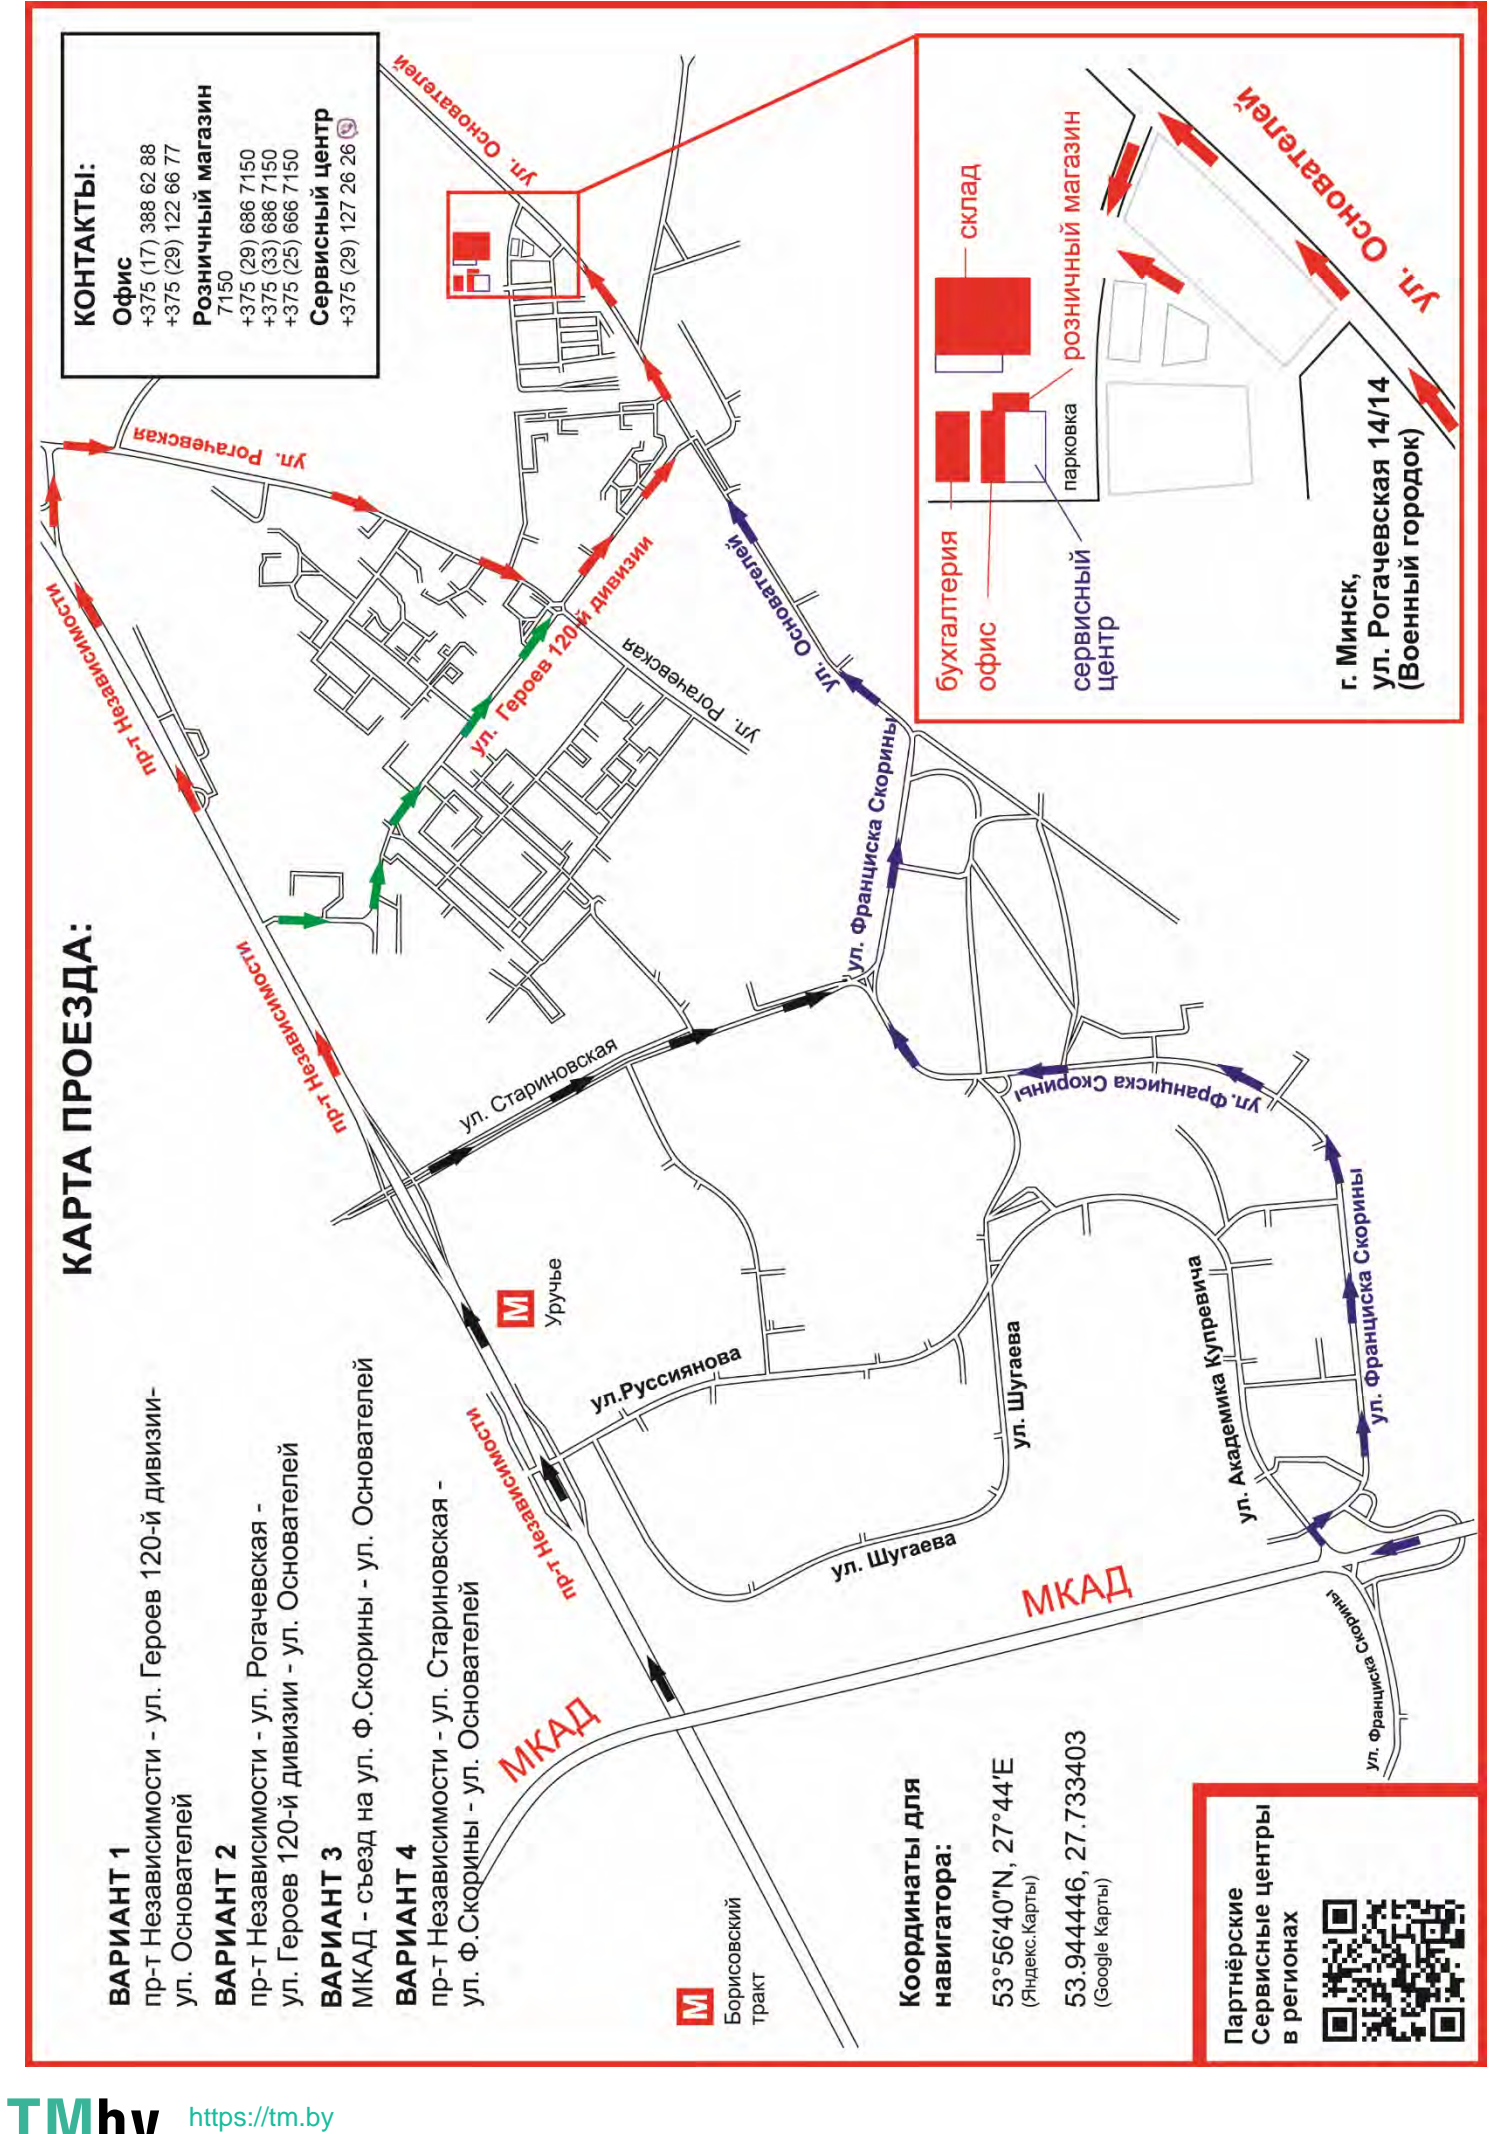 КАРТА ПРОЕЗДА:
ВАРИАНТ 1
пр-т Независимости - ул. Героев 120-й дивизии-
ул. Основателей
ВАРИАНТ 2
пр-т Независимости - ул. Рогачевская -
ул. Героев 120-й дивизии - ул. Основателей
ВАРИАНТ 3
МКАД - съезд на ул. Ф.Скорины - ул. Основателей
ВАРИАНТ 4
пр-т Независимости - ул. Стариновская -
ул. Ф.Скорины - ул. Основателей
КОНТАКТЫ:
Офис
+375 (17) 388 62 88
+375 (29) 122 66 77
Розничный магазин
7150
+375 (29) 686 7150
+375 (33) 686 7150
+375 (25) 666 7150
Сервисный центр
+375 (29) 127 26 26
пр-т Независимости
пр-т Независимости
пр-т Независимости
ул. Рогачевская
ул. Рогачевская
ул. Героев 120-й дивизии
ул. Основателей
ул. Основателей
ул. Стариновская
М
Уручье
ул.Руссиянова
ул. Шугаева
ул. Шугаева
ул. Академика Купревича
ул. Франциска Скорины
ул. Франциска Скорины
ул. Франциска Скорины
ул. Франциска Скорины
МКАД
МКАД
М
Борисовский
тракт
Координаты для
навигатора:
53°56'40"N, 27°44'E
(Яндекс.Карты)
53.944446, 27.733403
(Google Карты)
Партнёрские
Сервисные центры
в регионах
бухгалтерия
офис
сервисный
центр
склад
розничный магазин
парковка
ул. Основателей
ул.
г. Минск,
ул. Рогачевская 14/14
(Военный городок)
TMby
https://tm.by